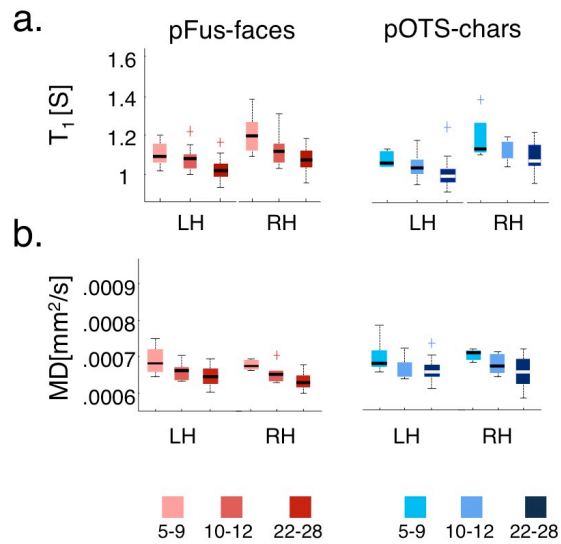 a.
pFus-faces
pOTS-chars
T1 [S]
1.6
1.4
1.2
1
LH
RH
LH
RH
b.
MD[mm²/s]
.0009
.0008
.0007
.0006
LH
RH
LH
RH
5-9
10-12
22-28
5-9
10-12
22-28